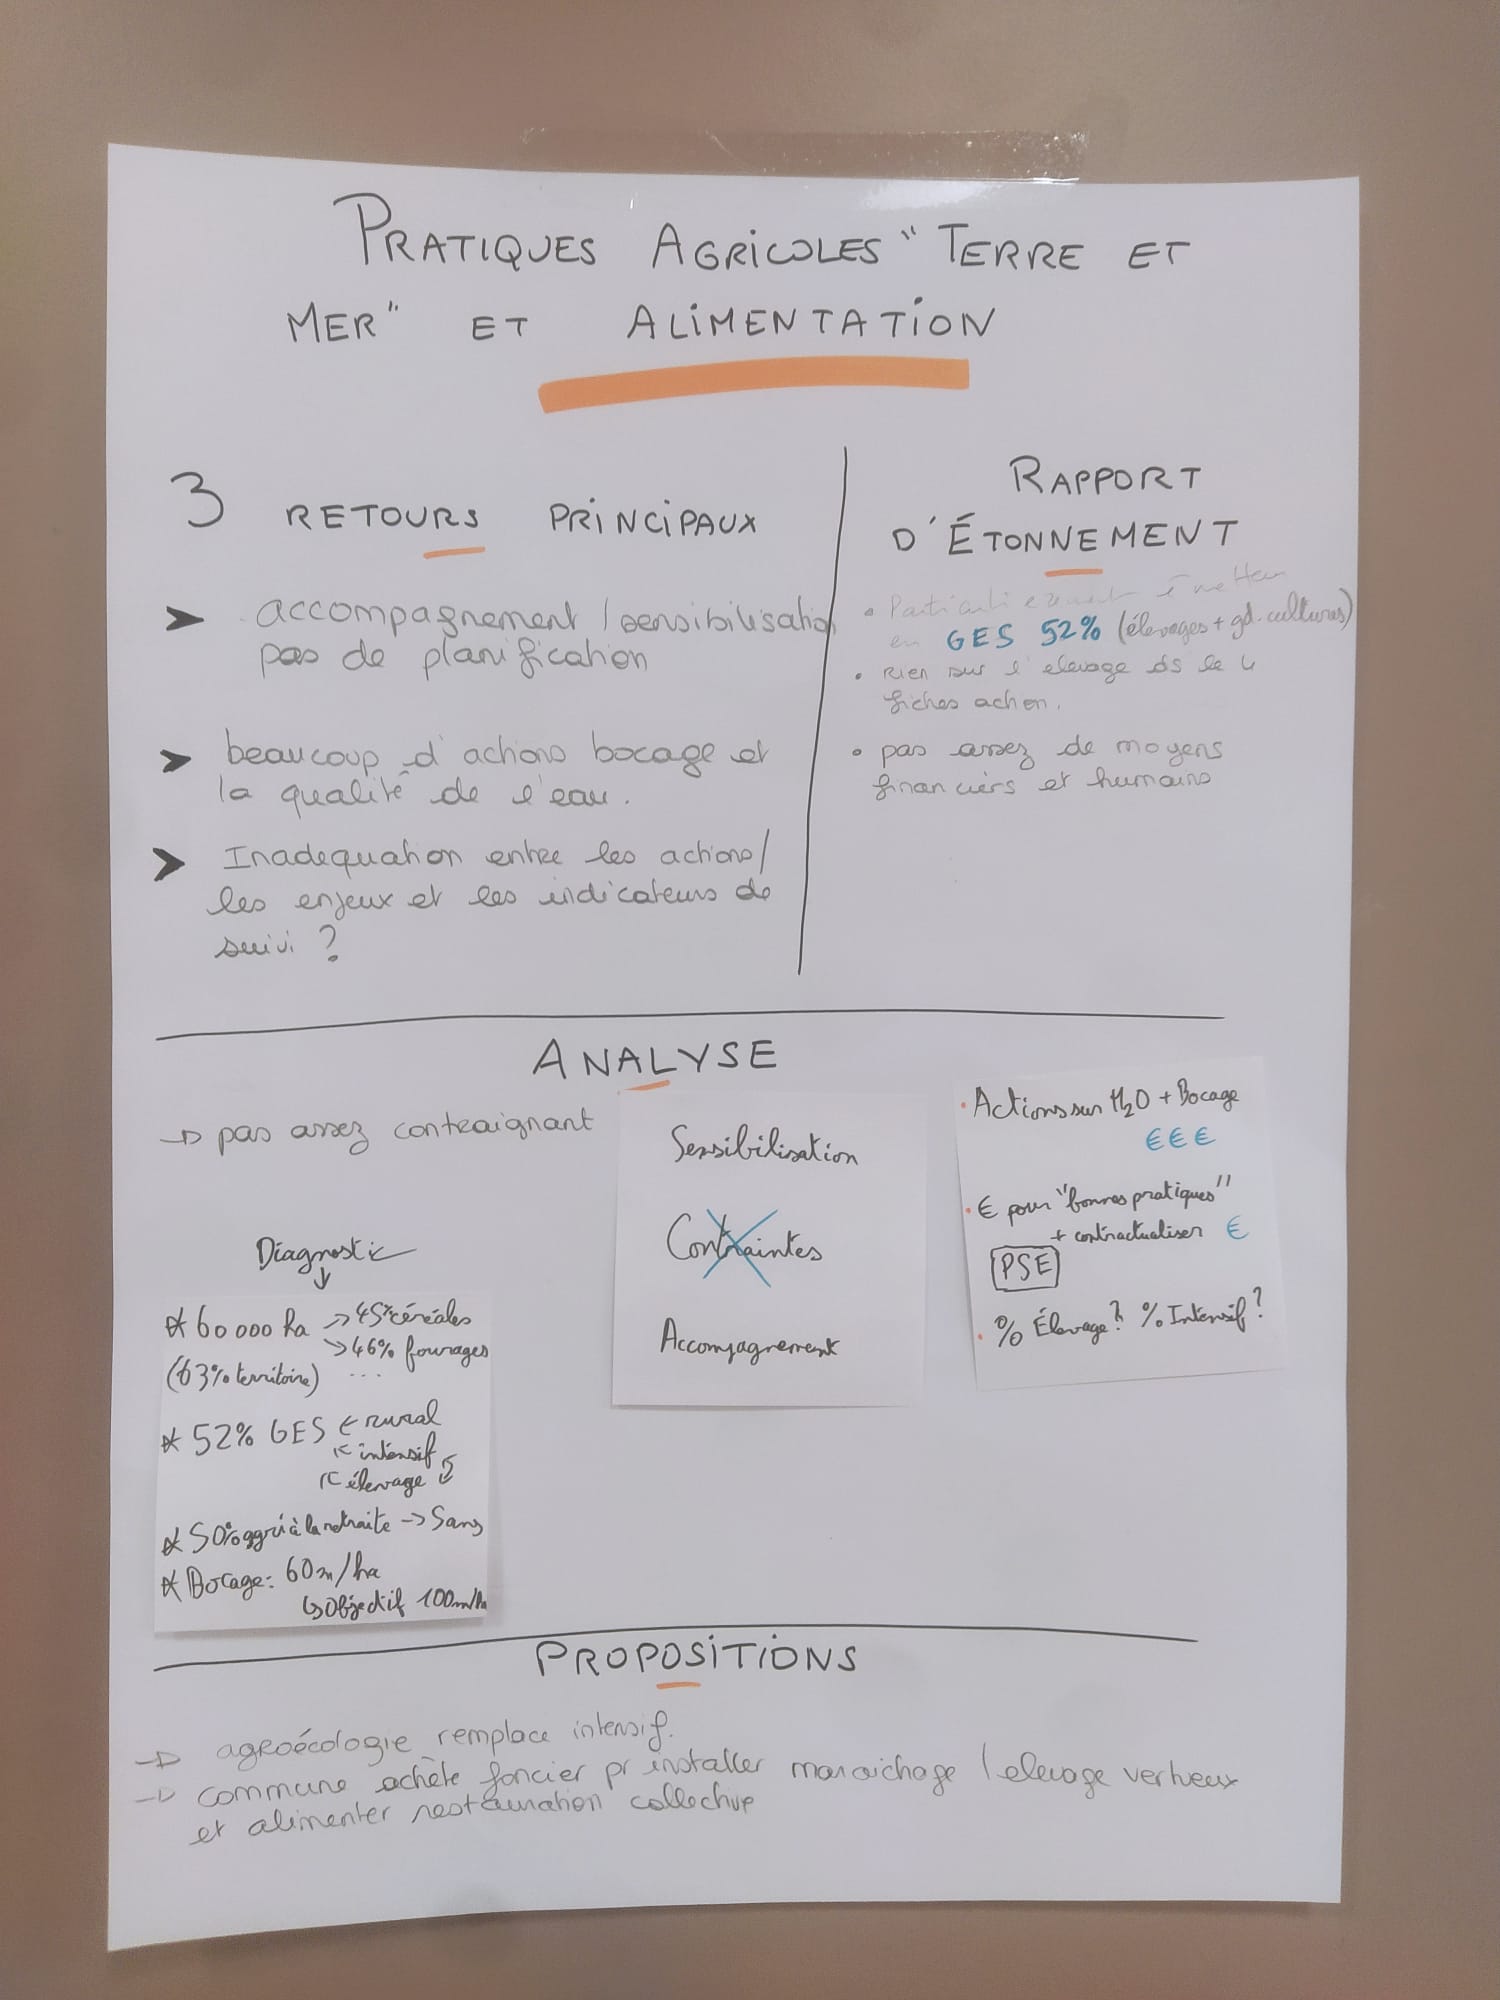 PRATIQUES AGRICOLES "TERRE ET
MER" ET ALIMENTATION
3 RETOURS PRINCIPAUX
➤ accompagnement / sensibilisation
pas de planification
➤ beaucoup d'actions bocage et
la qualité de l'eau.
➤ Inadequation entre les actions /
les enjeux et les indicateurs de
suivi ?
RAPPORT
D'ÉTONNEMENT
• Particulièrement émetteur
en GES 52% (élevages + gd. cultures)
• Rien sur l'elevage ds le 4
fiches action.
• pas assez de moyens
financiers et humains
ANALYSE
→ pas assez contraignant
Diagnostic
↓
* 60 000 ha → 45% céréales
→ 46% fourrages
(63% territoire) ...
* 52% GES ← rural
← intensif
← élevage
* 50% agri à la retraite → 5ans
* Bocage: 60m/ha
↳ Objectif 100m/ha
Sensibilisation
Contraintes
Accompagnement
• Actions sur H2O + Bocage
€€€
• € pour "bonnes pratiques"
+ contractualiser €
PSE
• % Élevage? % Intensif?
PROPOSITIONS
→ agroécologie remplace intensif.
→ commune achète foncier pr installer maraichage / elevage vertueux
et alimenter restauration collective